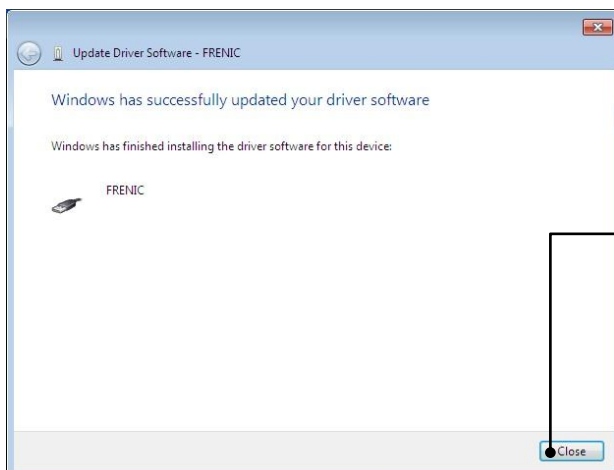 Update Driver Software - FRENIC
Windows has successfully updated your driver software
Windows has finished installing the driver software for this device:
FRENIC
Close